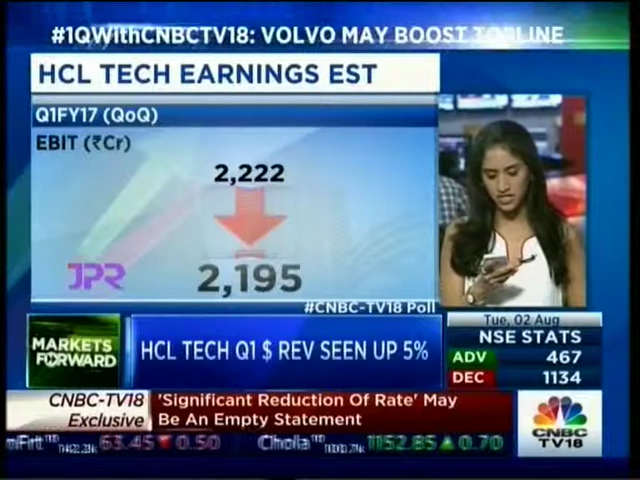 #1QWithCNBCTV18: VOLVO MAY BOOST TOPLINE
HCL TECH EARNINGS EST
Q1FY17 (QoQ)
EBIT (₹Cr)
2,222
2,195
JPR
#CNBC-TV18 Poll
MARKETS
FORWARD
HCL TECH Q1 $ REV SEEN UP 5%
Tue, 02 Aug
NSE STATS
ADV 467
DEC 1134
CNBC-TV18
Exclusive
'Significant Reduction Of Rate' May
Be An Empty Statement
63.45 ▼ 0.50 Chola 1152.85 ▲ 0.70
CNBC
TV18